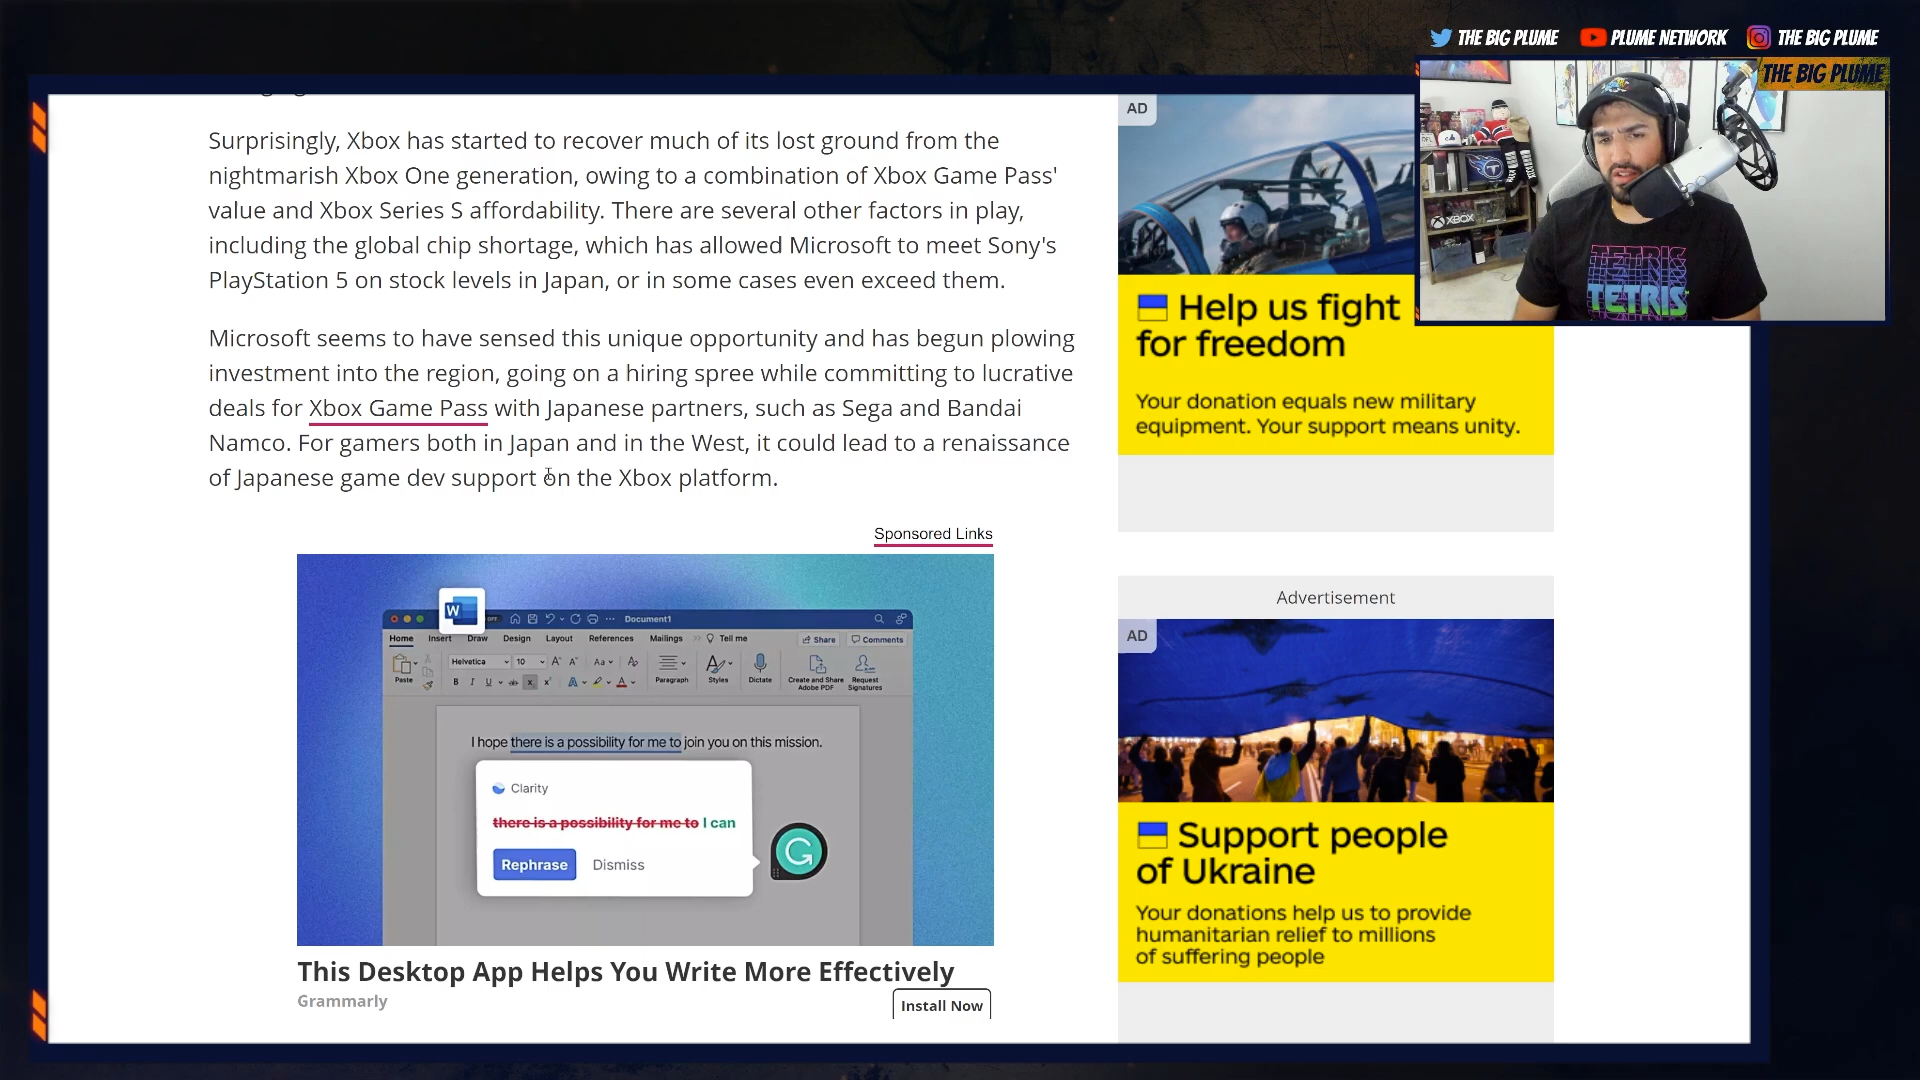 THE BIG PLUME PLUME NETWORK THE BIG PLUME
THE BIG PLUME
Surprisingly, Xbox has started to recover much of its lost ground from the
nightmarish Xbox One generation, owing to a combination of Xbox Game Pass'
value and Xbox Series S affordability. There are several other factors in play,
including the global chip shortage, which has allowed Microsoft to meet Sony's
PlayStation 5 on stock levels in Japan, or in some cases even exceed them.
Microsoft seems to have sensed this unique opportunity and has begun plowing
investment into the region, going on a hiring spree while committing to lucrative
deals for Xbox Game Pass with Japanese partners, such as Sega and Bandai
Namco. For gamers both in Japan and in the West, it could lead to a renaissance
of Japanese game dev support on the Xbox platform.
Sponsored Links
W
OFF
Document1
Home Insert Draw Design Layout References Mailings >> Tell me
Share Comments
Helvetica 10 Aa
Paste B I U ab x x A A Paragraph Styles Dictate Create and Share Request
Adobe PDF Signatures
I hope there is a possibility for me to join you on this mission.
Clarity
there is a possibility for me to I can
Rephrase Dismiss
G
This Desktop App Helps You Write More Effectively
Grammarly
Install Now
AD
Help us fight
for freedom
Your donation equals new military
equipment. Your support means unity.
Advertisement
AD
Support people
of Ukraine
Your donations help us to provide
humanitarian relief to millions
of suffering people
XBOX
TETRIS
TETRIS